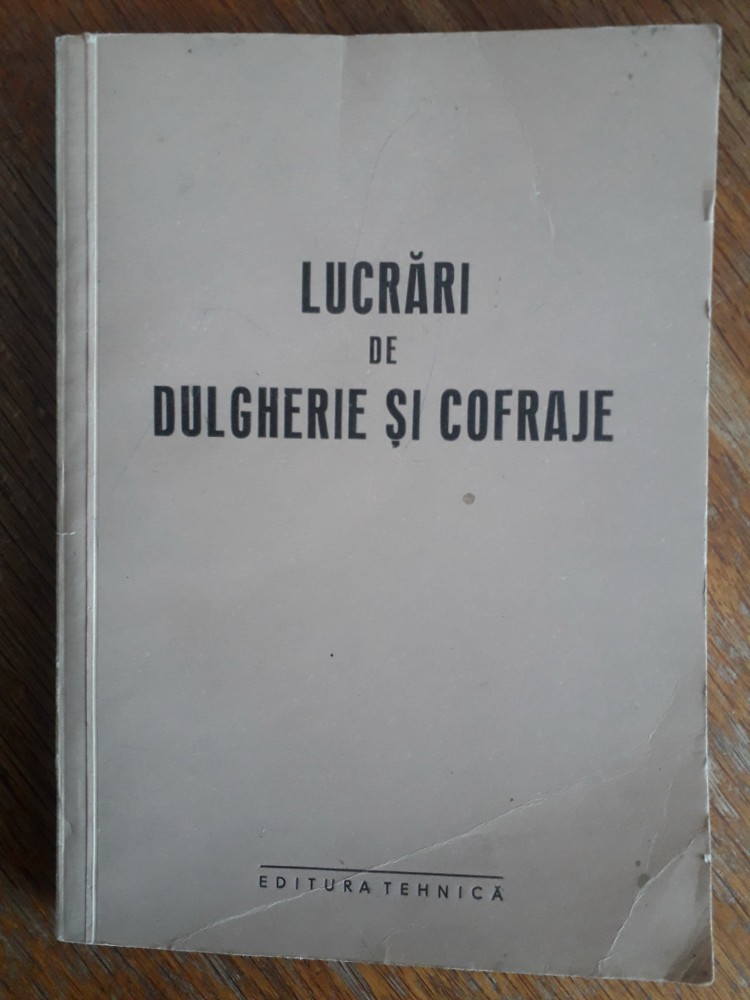 LUCRĂRI
DE
DULGHERIE ȘI COFRAJE
EDITURA TEHNICĂ